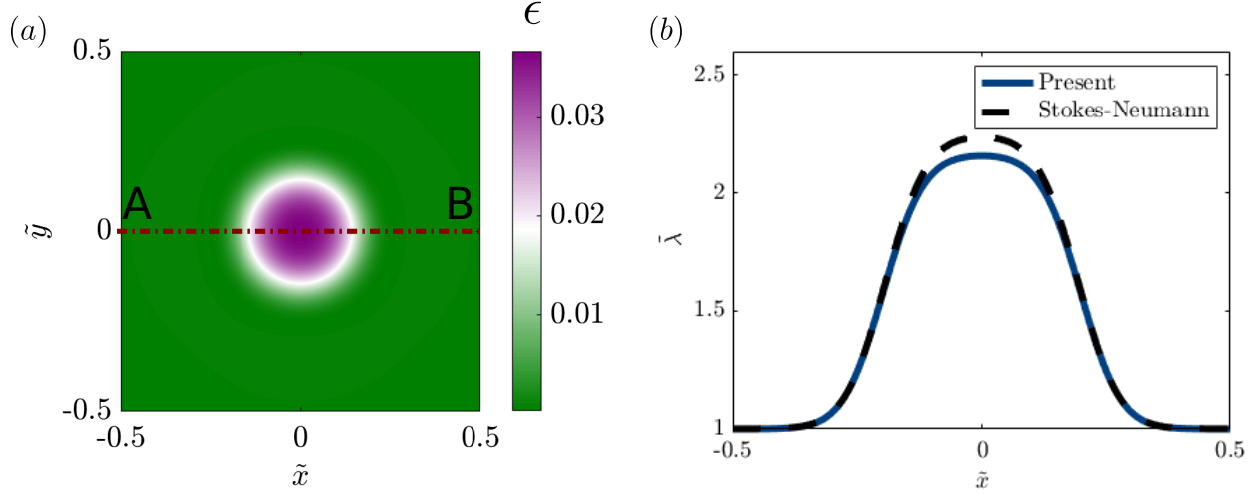 (a)
ϵ
0.5
0
-0.5
ỹ
A
B
-0.5
0
0.5
x̃
0.03
0.02
0.01
(b)
2.5
2
1.5
1
λ̃
Present
Stokes-Neumann
-0.5
0
0.5
x̃